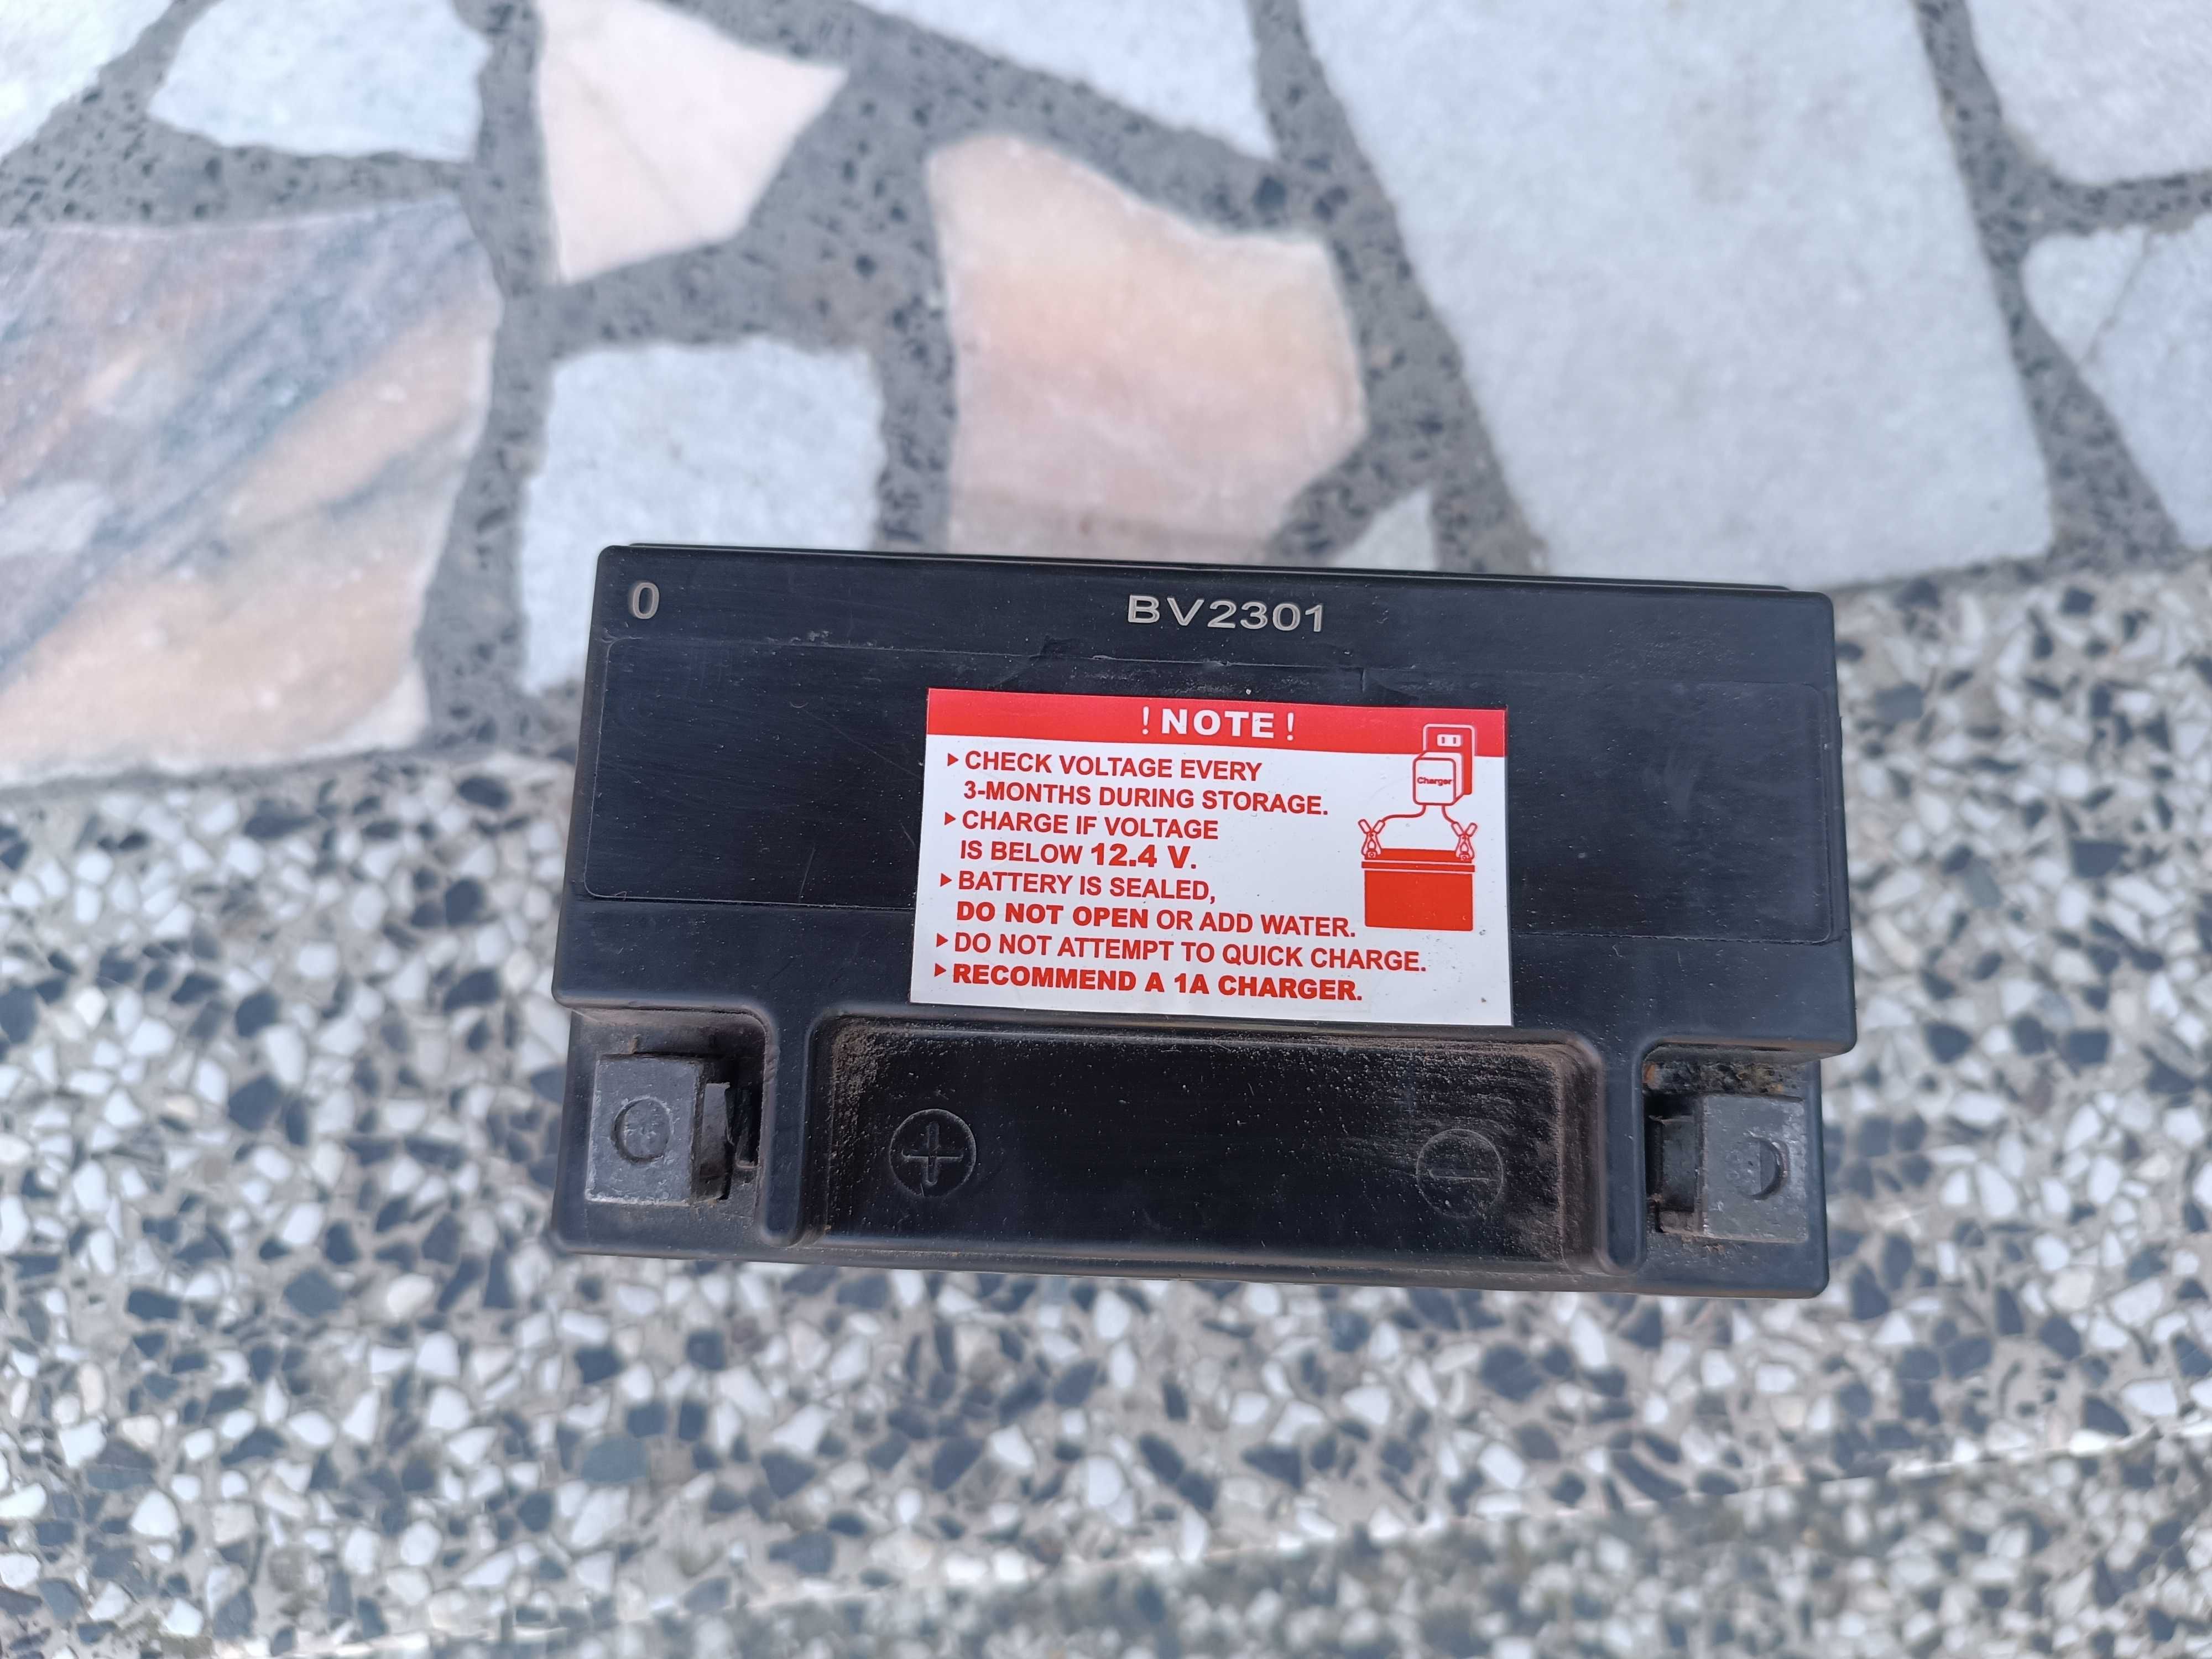 0
BV2301
! NOTE !
Charger
▸ CHECK VOLTAGE EVERY
3-MONTHS DURING STORAGE.
▸ CHARGE IF VOLTAGE
IS BELOW 12.4 V.
▸ BATTERY IS SEALED,
DO NOT OPEN OR ADD WATER.
▸ DO NOT ATTEMPT TO QUICK CHARGE.
▸ RECOMMEND A 1A CHARGER.
+
−